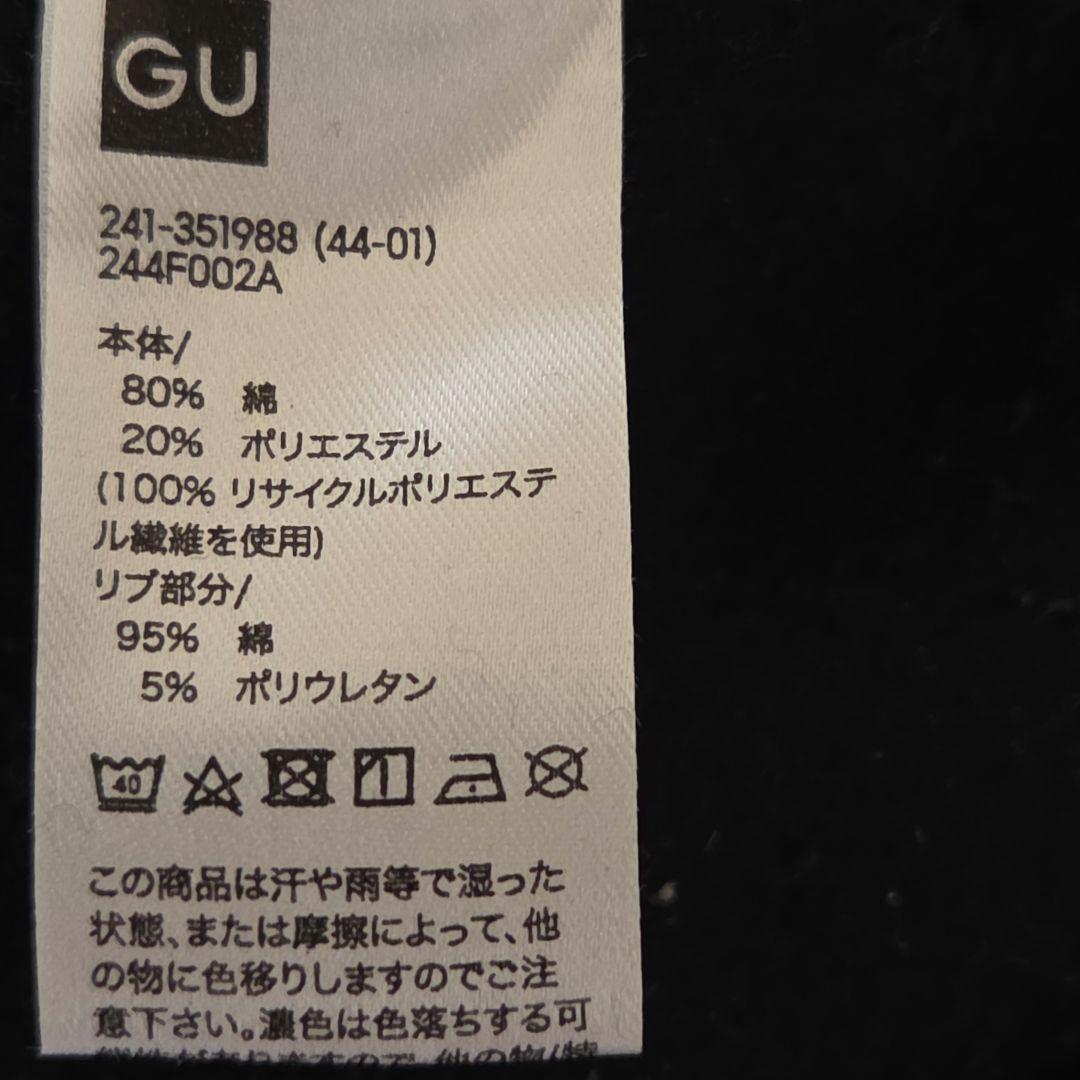 GU
241-351988 (44-01)
244F002A
本体/
80% 綿
20% ポリエステル
(100% リサイクルポリエステ
ル繊維を使用)
リブ部分/
95% 綿
5% ポリウレタン
40
この商品は汗や雨等で湿った
状態、または摩擦によって、他
の物に色移りしますのでご注
意下さい。濃色は色落ちする可